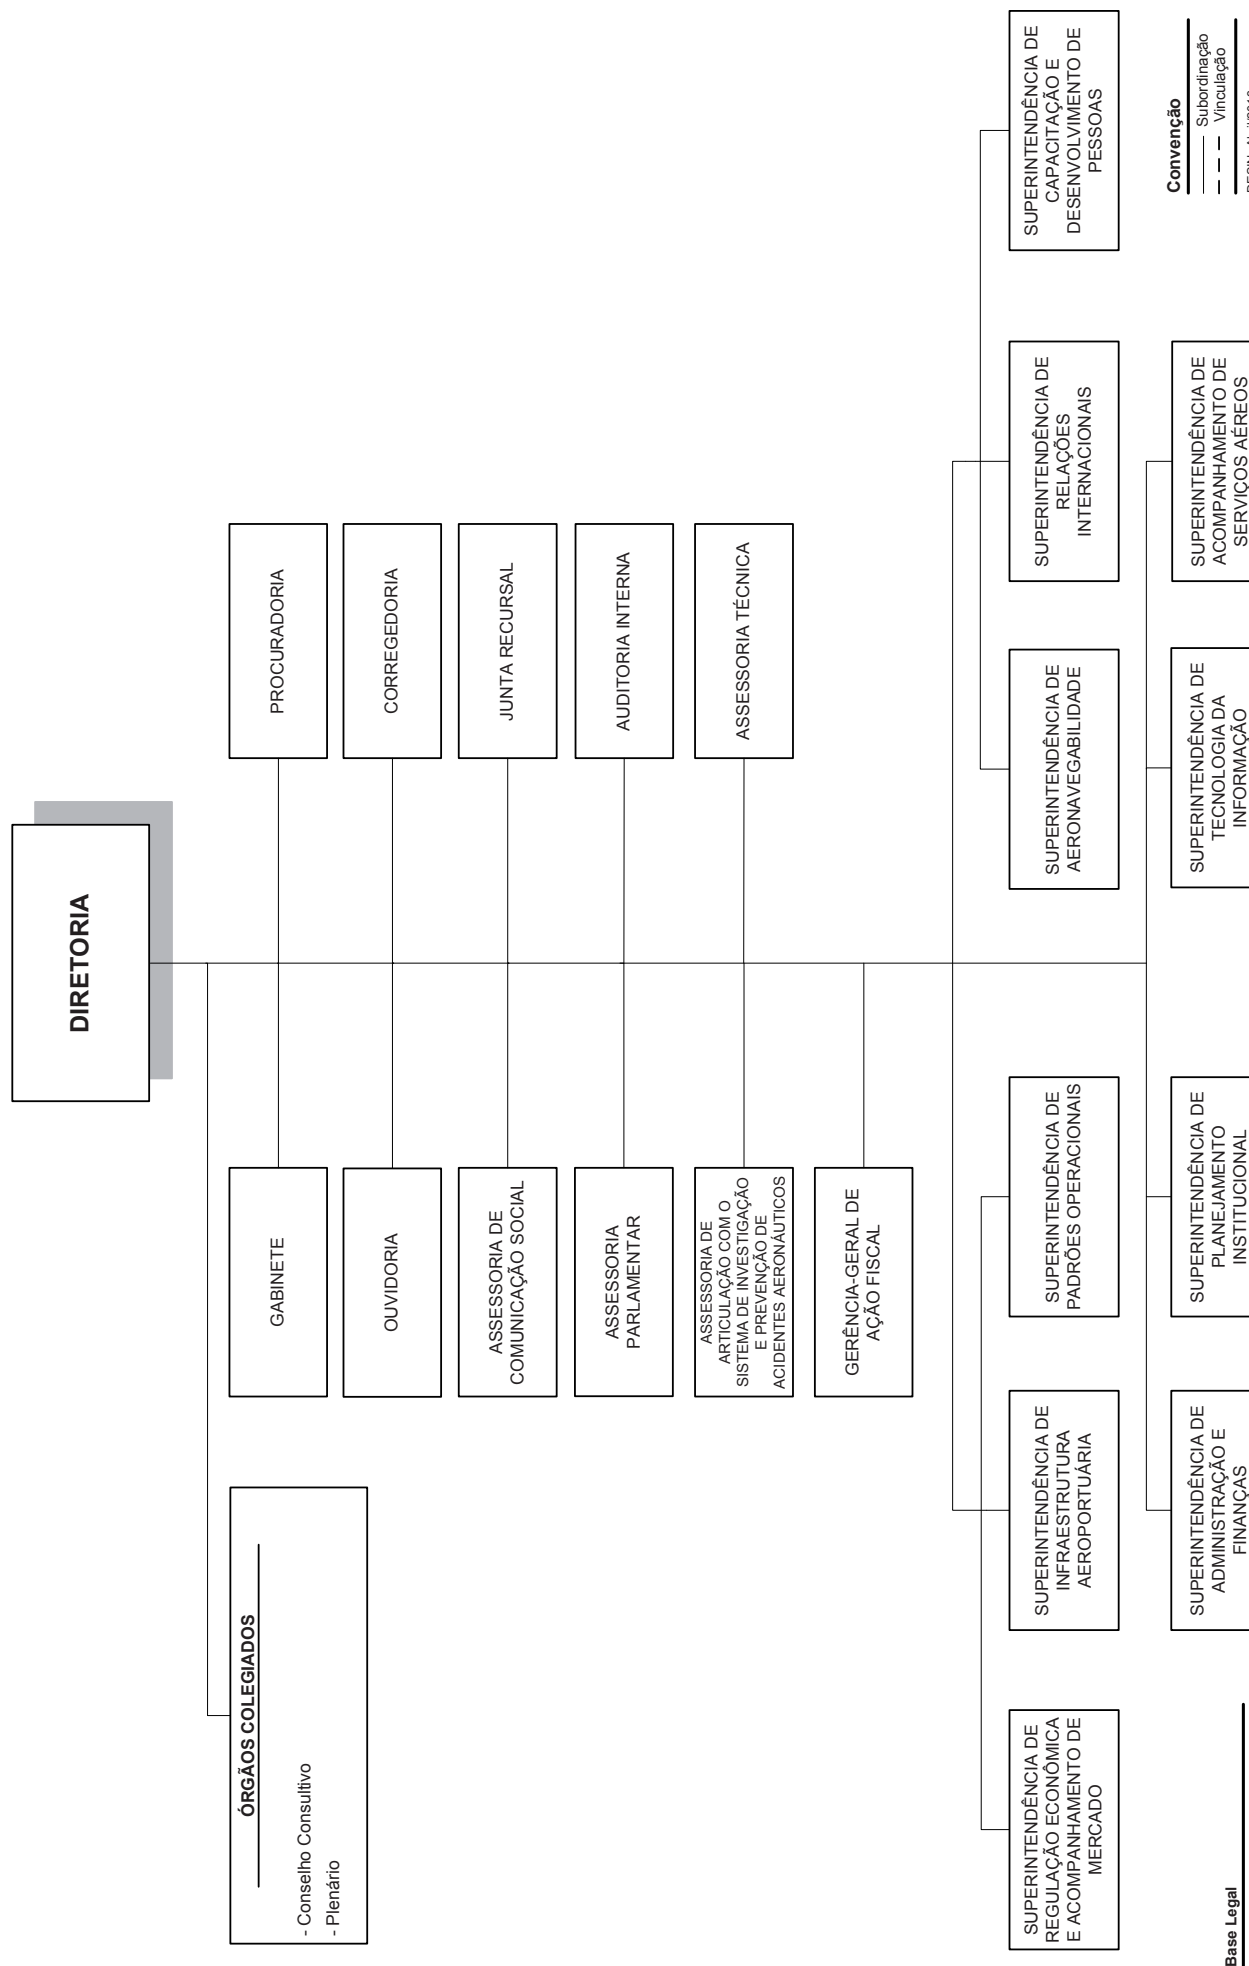 DIRETORIA
ÓRGÃOS COLEGIADOS
- Conselho Consultivo
- Plenário
GABINETE
PROCURADORIA
OUVIDORIA
CORREGEDORIA
ASSESSORIA DE
COMUNICAÇÃO SOCIAL
JUNTA RECURSAL
ASSESSORIA
PARLAMENTAR
AUDITORIA INTERNA
ASSESSORIA DE
ARTICULAÇÃO COM O
SISTEMA DE INVESTIGAÇÃO
E PREVENÇÃO DE
ACIDENTES AERONÁUTICOS
ASSESSORIA TÉCNICA
GERÊNCIA-GERAL DE
AÇÃO FISCAL
SUPERINTENDÊNCIA DE
REGULAÇÃO ECONÔMICA
E ACOMPANHAMENTO DE
MERCADO
SUPERINTENDÊNCIA DE
INFRAESTRUTURA
AEROPORTUÁRIA
SUPERINTENDÊNCIA DE
PADRÕES OPERACIONAIS
SUPERINTENDÊNCIA DE
AERONAVEGABILIDADE
SUPERINTENDÊNCIA DE
RELAÇÕES
INTERNACIONAIS
SUPERINTENDÊNCIA DE
CAPACITAÇÃO E
DESENVOLVIMENTO DE
PESSOAS
SUPERINTENDÊNCIA DE
ADMINISTRAÇÃO E
FINANÇAS
SUPERINTENDÊNCIA DE
PLANEJAMENTO
INSTITUCIONAL
SUPERINTENDÊNCIA DE
TECNOLOGIA DA
INFORMAÇÃO
SUPERINTENDÊNCIA DE
ACOMPANHAMENTO DE
SERVIÇOS AÉREOS
Base Legal
Convenção
Subordinação
Vinculação